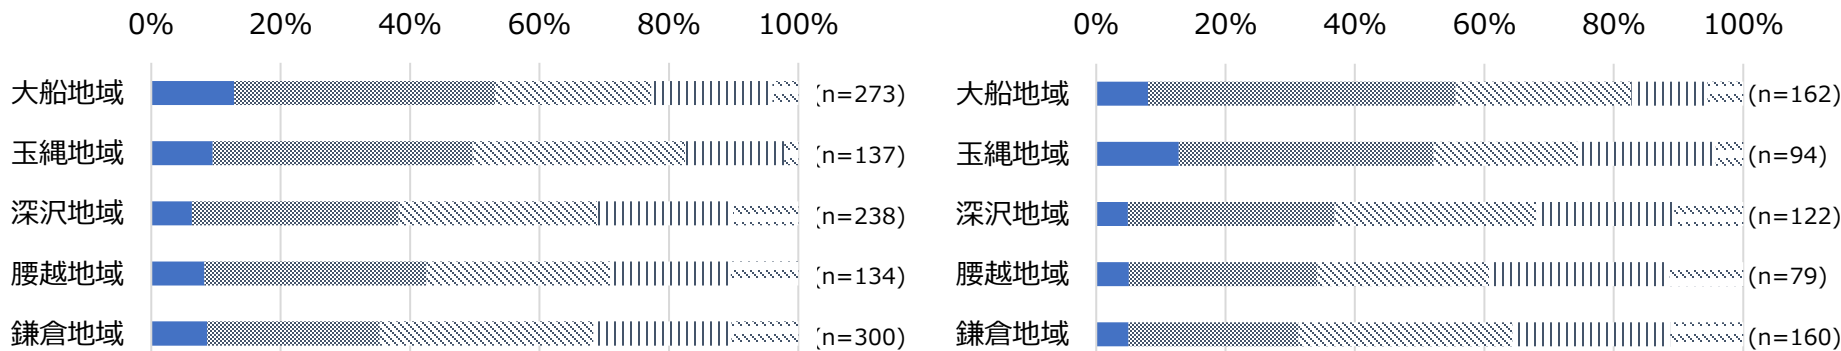 0% 20% 40% 60% 80% 100%
大船地域 (n=273)
玉縄地域 (n=137)
深沢地域 (n=238)
腰越地域 (n=134)
鎌倉地域 (n=300)
0% 20% 40% 60% 80% 100%
大船地域 (n=162)
玉縄地域 (n=94)
深沢地域 (n=122)
腰越地域 (n=79)
鎌倉地域 (n=160)